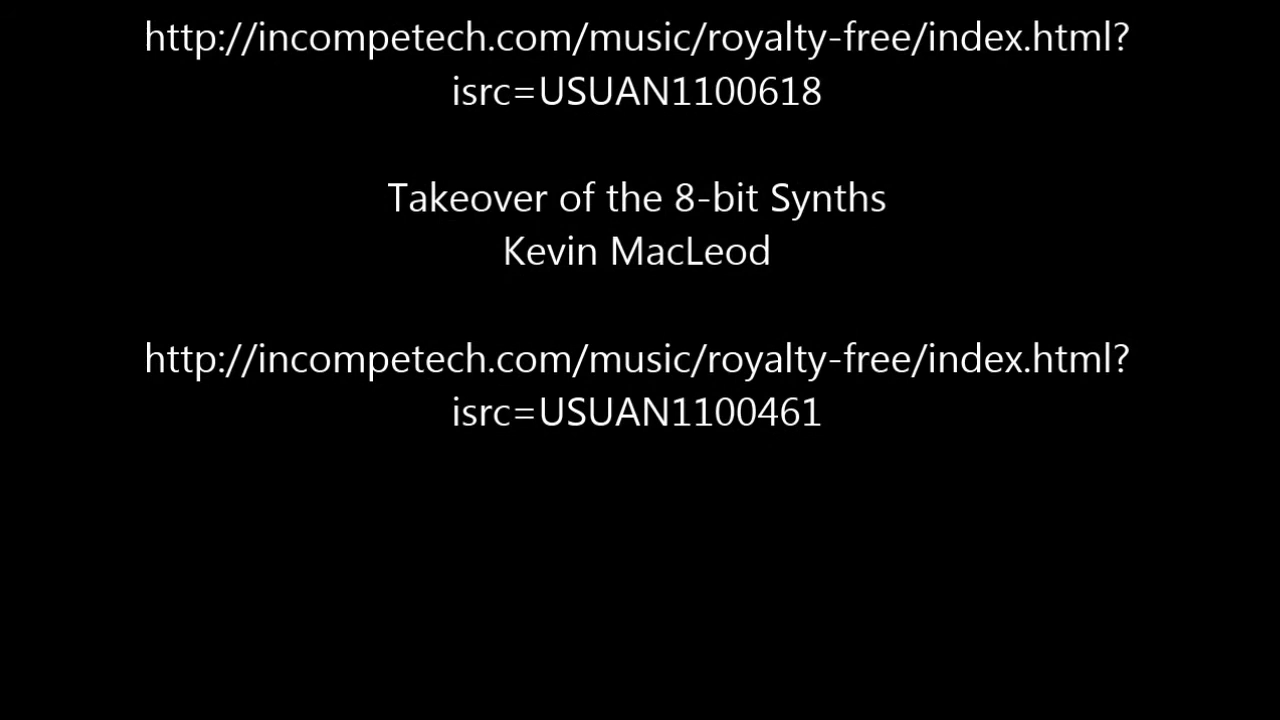 http://incompetech.com/music/royalty-free/index.html?
isrc=USUAN1100618
Takeover of the 8-bit Synths
Kevin MacLeod
http://incompetech.com/music/royalty-free/index.html?
isrc=USUAN1100461